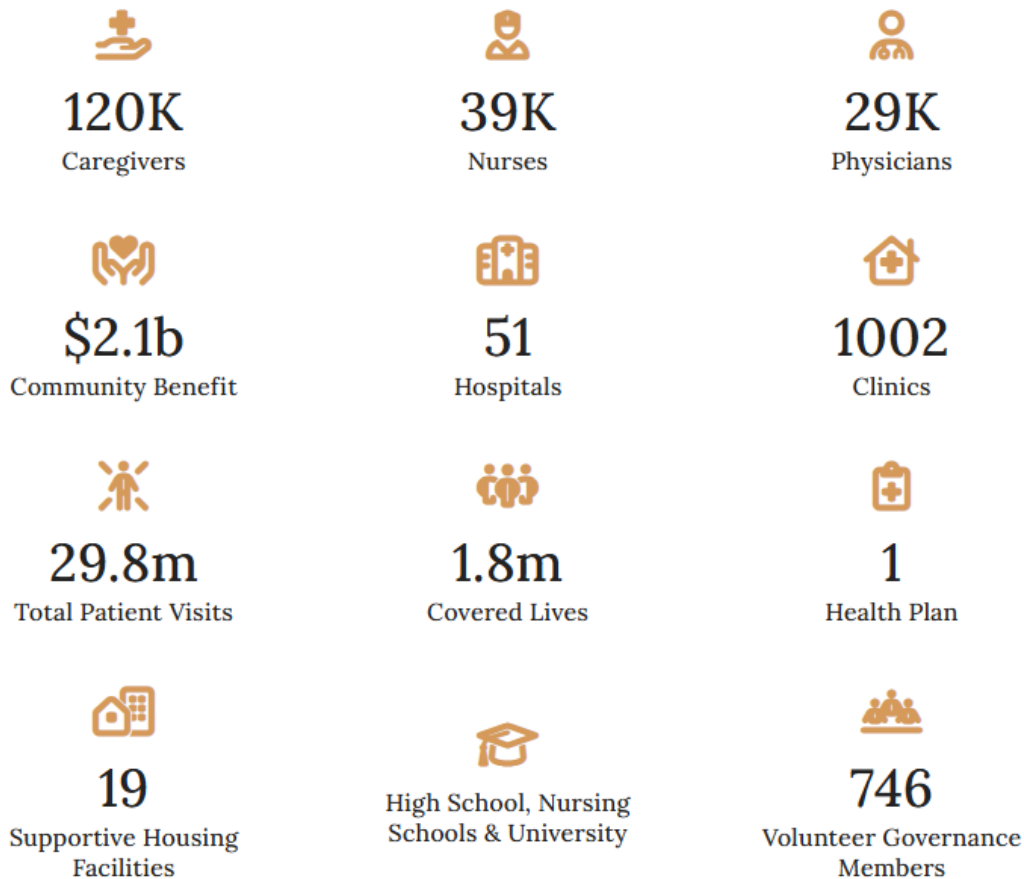 120K
Caregivers
39K
Nurses
29K
Physicians
$2.1b
Community Benefit
51
Hospitals
1002
Clinics
29.8m
Total Patient Visits
1.8m
Covered Lives
1
Health Plan
19
Supportive Housing
Facilities
High School, Nursing
Schools & University
746
Volunteer Governance
Members